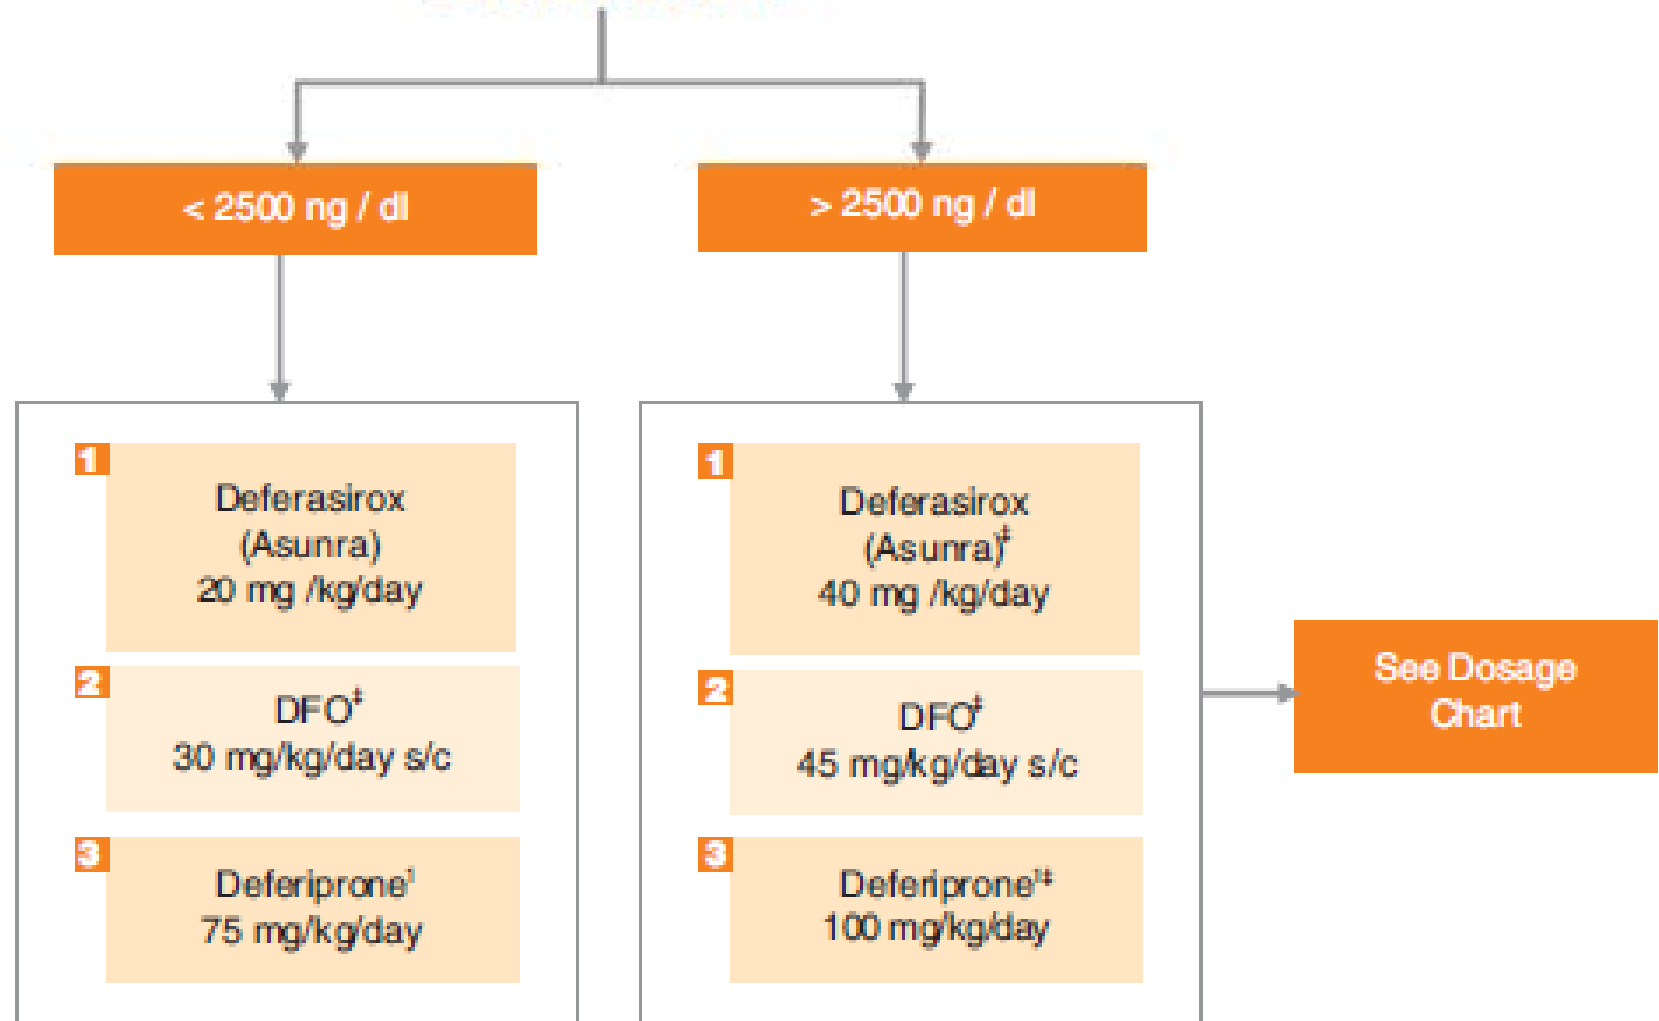 < 2500 ng / dl
> 2500 ng / dl
1
Deferasirox
(Asunra)
20 mg /kg/day
2
DFO‡
30 mg/kg/day s/c
3
Deferiprone¹
75 mg/kg/day
1
Deferasirox
(Asunra)‡
40 mg /kg/day
2
DFO‡
45 mg/kg/day s/c
3
Deferiprone¹‡
100 mg/kg/day
See Dosage
Chart